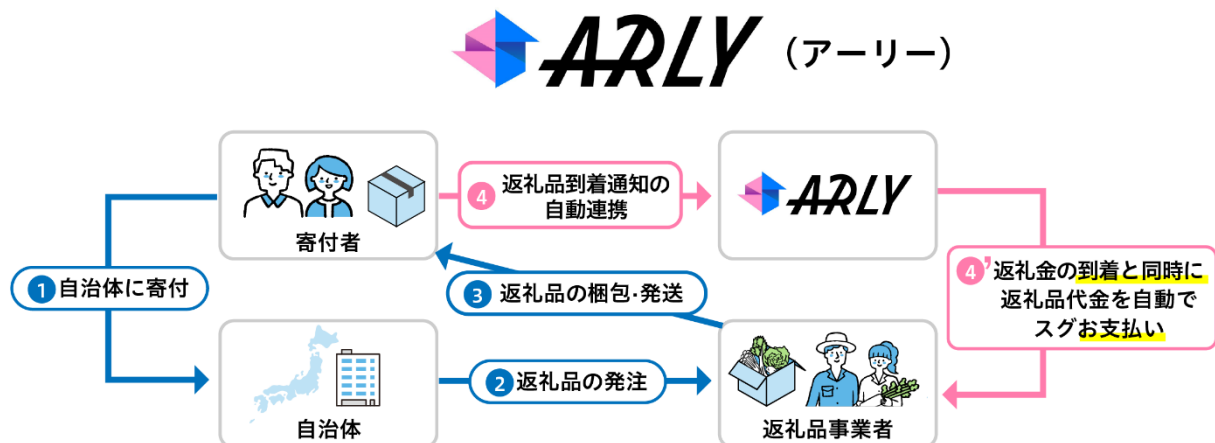 ARLY（アーリー）
寄付者
4 返礼品到着通知の
自動連携
ARLY
1 自治体に寄付
3 返礼品の梱包・発送
4' 返礼金の到着と同時に
返礼品代金を自動で
スグお支払い
自治体
2 返礼品の発注
返礼品事業者